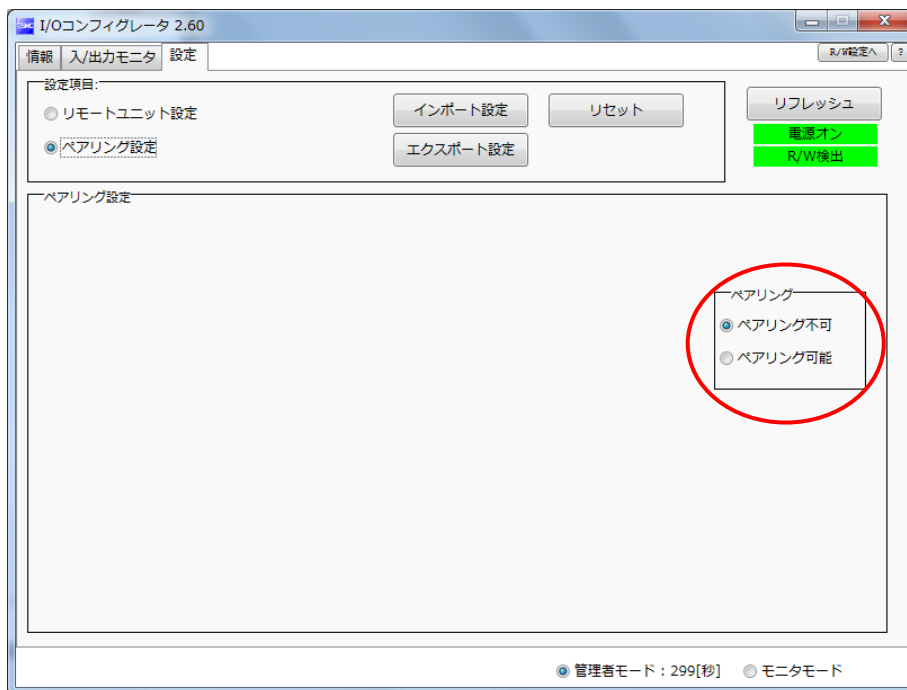 I/Oコンフィグレータ 2.60
情報 入/出力モニタ 設定 R/W設定へ ?
設定項目:
リモートユニット設定 インポート設定 リセット リフレッシュ
電源オン
ペアリング設定 エクスポート設定 R/W検出
ペアリング設定
ペアリング
ペアリング不可
ペアリング可能
管理者モード：299[秒] モニタモード